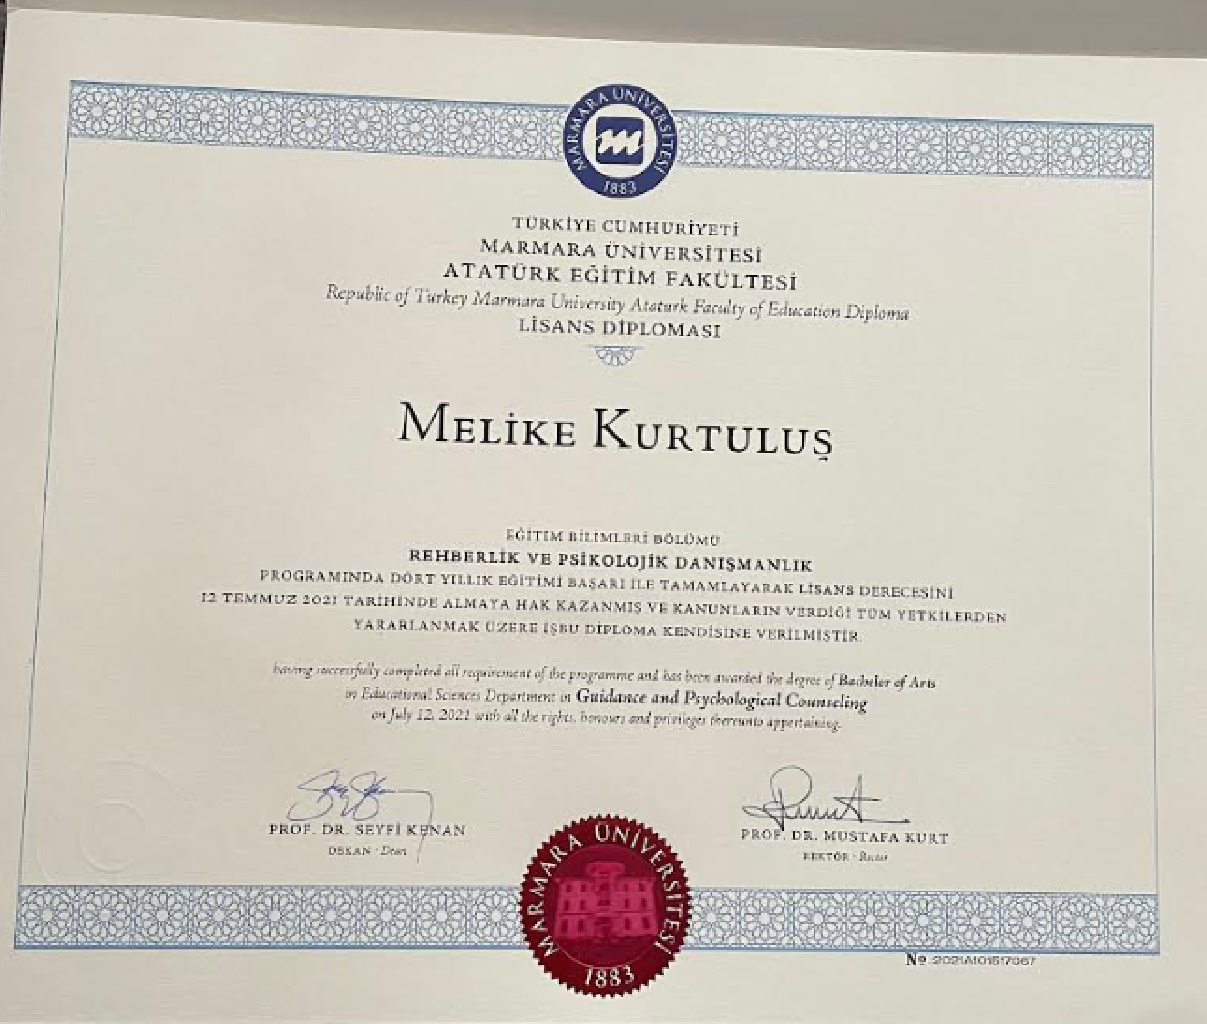 MARMARA ÜNİVERSİTESİ
1883
TÜRKİYE CUMHURİYETİ
MARMARA ÜNİVERSİTESİ
ATATÜRK EĞİTİM FAKÜLTESİ
Republic of Turkey Marmara University Ataturk Faculty of Education Diploma
LİSANS DİPLOMASI
MELİKE KURTULUŞ
EĞİTİM BİLİMLERİ BÖLÜMÜ
REHBERLİK VE PSİKOLOJİK DANIŞMANLIK
PROGRAMINDA DÖRT YILLIK EĞİTİMİ BAŞARI İLE TAMAMLAYARAK LİSANS DERECESİNİ
12 TEMMUZ 2021 TARİHİNDE ALMAYA HAK KAZANMIŞ VE KANUNLARIN VERDİĞİ TÜM YETKİLERDEN
YARARLANMAK ÜZERE İŞBU DİPLOMA KENDİSİNE VERİLMİŞTİR
having successfully completed all requirement of the programme and has been awarded the degree of Bachelor of Arts
in Educational Sciences Department in Guidance and Psychological Counseling
on July 12, 2021 with all the rights, honours and privileges thereunto appertaining.
PROF. DR. SEYFİ KENAN
DEKAN - Dean
PROF. DR. MUSTAFA KURT
REKTÖR - Rector
MARMARA ÜNİVERSİTESİ
1883
Nº 2021A101517067